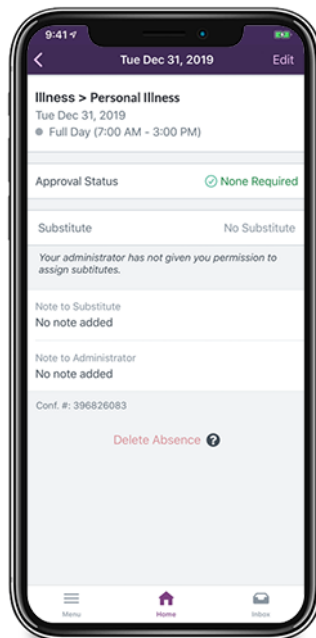 9:41
Tue Dec 31, 2019 Edit
Illness > Personal Illness
Tue Dec 31, 2019
Full Day (7:00 AM - 3:00 PM)
Approval Status None Required
Substitute No Substitute
Your administrator has not given you permission to
assign subtitutes.
Note to Substitute
No note added
Note to Administrator
No note added
Conf. #: 396826083
Delete Absence ?
Menu Home Inbox